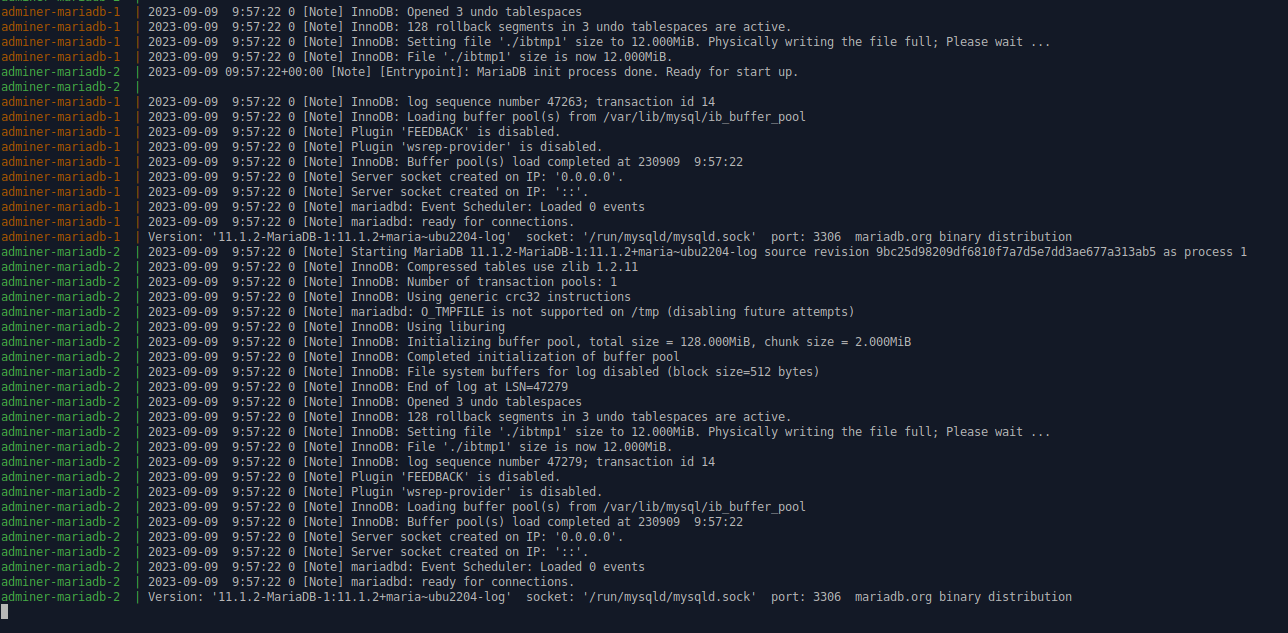 adminer-mariadb-1  | 2023-09-09  9:57:22 0 [Note] InnoDB: Opened 3 undo tablespaces
adminer-mariadb-1  | 2023-09-09  9:57:22 0 [Note] InnoDB: 128 rollback segments in 3 undo tablespaces are active.
adminer-mariadb-1  | 2023-09-09  9:57:22 0 [Note] InnoDB: Setting file './ibtmp1' size to 12.000MiB. Physically writing the file full; Please wait ...
adminer-mariadb-1  | 2023-09-09  9:57:22 0 [Note] InnoDB: File './ibtmp1' size is now 12.000MiB.
adminer-mariadb-2  | 2023-09-09 09:57:22+00:00 [Note] [Entrypoint]: MariaDB init process done. Ready for start up.
adminer-mariadb-2  |
adminer-mariadb-1  | 2023-09-09  9:57:22 0 [Note] InnoDB: log sequence number 47263; transaction id 14
adminer-mariadb-1  | 2023-09-09  9:57:22 0 [Note] InnoDB: Loading buffer pool(s) from /var/lib/mysql/ib_buffer_pool
adminer-mariadb-1  | 2023-09-09  9:57:22 0 [Note] Plugin 'FEEDBACK' is disabled.
adminer-mariadb-1  | 2023-09-09  9:57:22 0 [Note] Plugin 'wsrep-provider' is disabled.
adminer-mariadb-1  | 2023-09-09  9:57:22 0 [Note] InnoDB: Buffer pool(s) load completed at 230909  9:57:22
adminer-mariadb-1  | 2023-09-09  9:57:22 0 [Note] Server socket created on IP: '0.0.0.0'.
adminer-mariadb-1  | 2023-09-09  9:57:22 0 [Note] Server socket created on IP: '::'.
adminer-mariadb-1  | 2023-09-09  9:57:22 0 [Note] mariadbd: Event Scheduler: Loaded 0 events
adminer-mariadb-1  | 2023-09-09  9:57:22 0 [Note] mariadbd: ready for connections.
adminer-mariadb-1  | Version: '11.1.2-MariaDB-1:11.1.2+maria~ubu2204-log'  socket: '/run/mysqld/mysqld.sock'  port: 3306  mariadb.org binary distribution
adminer-mariadb-2  | 2023-09-09  9:57:22 0 [Note] Starting MariaDB 11.1.2-MariaDB-1:11.1.2+maria~ubu2204-log source revision 9bc25d98209df6810f7a7d5e7dd3ae677a313ab5 as process 1
adminer-mariadb-2  | 2023-09-09  9:57:22 0 [Note] InnoDB: Compressed tables use zlib 1.2.11
adminer-mariadb-2  | 2023-09-09  9:57:22 0 [Note] InnoDB: Number of transaction pools: 1
adminer-mariadb-2  | 2023-09-09  9:57:22 0 [Note] InnoDB: Using generic crc32 instructions
adminer-mariadb-2  | 2023-09-09  9:57:22 0 [Note] mariadbd: O_TMPFILE is not supported on /tmp (disabling future attempts)
adminer-mariadb-2  | 2023-09-09  9:57:22 0 [Note] InnoDB: Using liburing
adminer-mariadb-2  | 2023-09-09  9:57:22 0 [Note] InnoDB: Initializing buffer pool, total size = 128.000MiB, chunk size = 2.000MiB
adminer-mariadb-2  | 2023-09-09  9:57:22 0 [Note] InnoDB: Completed initialization of buffer pool
adminer-mariadb-2  | 2023-09-09  9:57:22 0 [Note] InnoDB: File system buffers for log disabled (block size=512 bytes)
adminer-mariadb-2  | 2023-09-09  9:57:22 0 [Note] InnoDB: End of log at LSN=47279
adminer-mariadb-2  | 2023-09-09  9:57:22 0 [Note] InnoDB: Opened 3 undo tablespaces
adminer-mariadb-2  | 2023-09-09  9:57:22 0 [Note] InnoDB: 128 rollback segments in 3 undo tablespaces are active.
adminer-mariadb-2  | 2023-09-09  9:57:22 0 [Note] InnoDB: Setting file './ibtmp1' size to 12.000MiB. Physically writing the file full; Please wait ...
adminer-mariadb-2  | 2023-09-09  9:57:22 0 [Note] InnoDB: File './ibtmp1' size is now 12.000MiB.
adminer-mariadb-2  | 2023-09-09  9:57:22 0 [Note] InnoDB: log sequence number 47279; transaction id 14
adminer-mariadb-2  | 2023-09-09  9:57:22 0 [Note] Plugin 'FEEDBACK' is disabled.
adminer-mariadb-2  | 2023-09-09  9:57:22 0 [Note] Plugin 'wsrep-provider' is disabled.
adminer-mariadb-2  | 2023-09-09  9:57:22 0 [Note] InnoDB: Loading buffer pool(s) from /var/lib/mysql/ib_buffer_pool
adminer-mariadb-2  | 2023-09-09  9:57:22 0 [Note] InnoDB: Buffer pool(s) load completed at 230909  9:57:22
adminer-mariadb-2  | 2023-09-09  9:57:22 0 [Note] Server socket created on IP: '0.0.0.0'.
adminer-mariadb-2  | 2023-09-09  9:57:22 0 [Note] Server socket created on IP: '::'.
adminer-mariadb-2  | 2023-09-09  9:57:22 0 [Note] mariadbd: Event Scheduler: Loaded 0 events
adminer-mariadb-2  | 2023-09-09  9:57:22 0 [Note] mariadbd: ready for connections.
adminer-mariadb-2  | Version: '11.1.2-MariaDB-1:11.1.2+maria~ubu2204-log'  socket: '/run/mysqld/mysqld.sock'  port: 3306  mariadb.org binary distribution